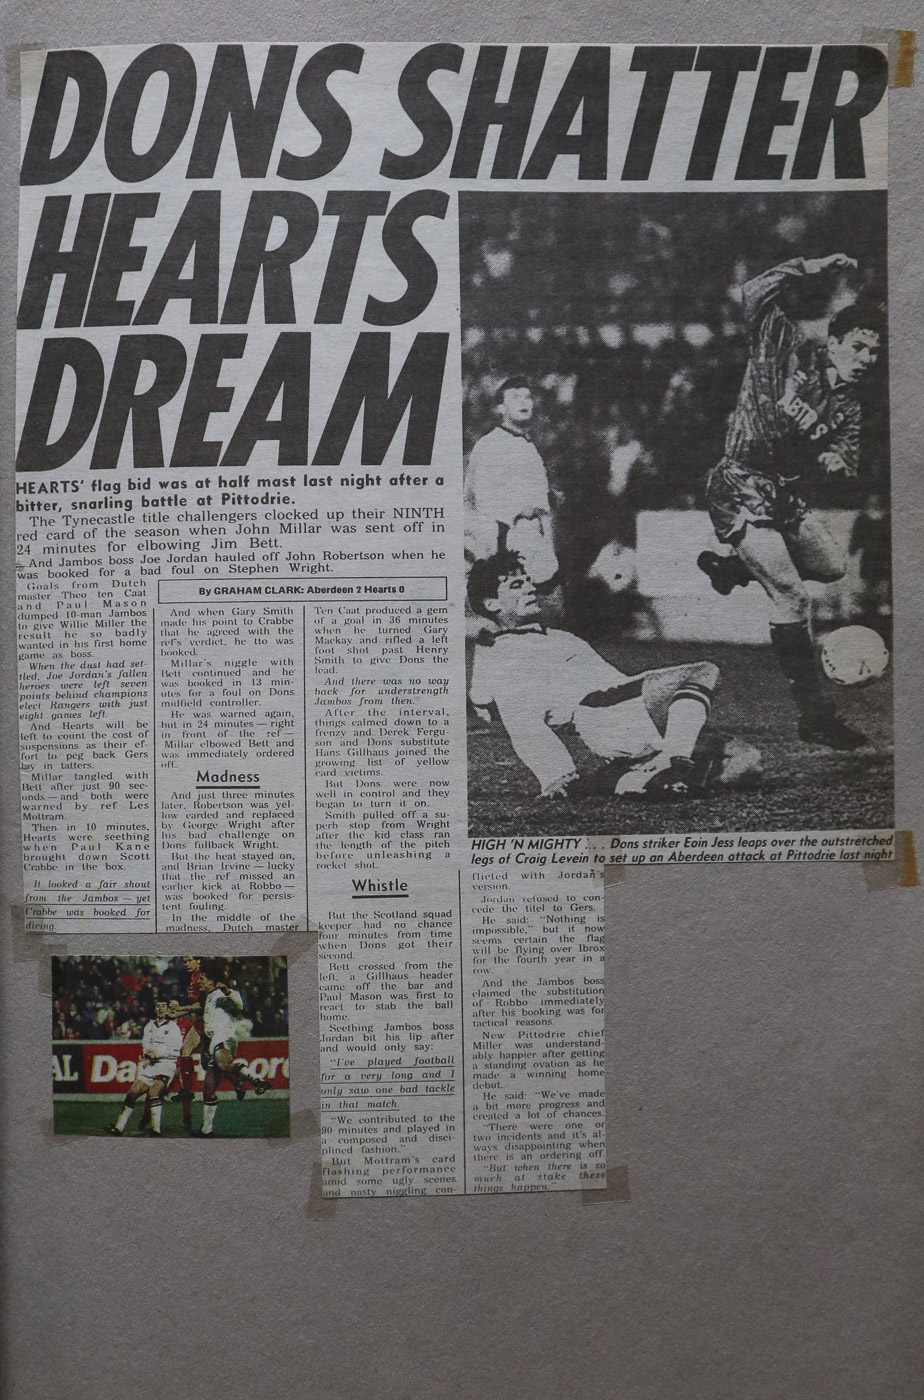 DONS SHATTER
HEARTS
DREAM
HEARTS' flag bid was at half mast last night after a
bitter, snarling battle at Pittodrie.
The Tynecastle title challengers clocked up their NINTH
red card of the season when John Millar was sent off in
24 minutes for elbowing Jim Bett.
And Jambos boss Joe Jordan hauled off John Robertson when he
was booked for a bad foul on Stephen Wright.
By GRAHAM CLARK: Aberdeen 2 Hearts 0
Goals from Dutch
master Theo ten Caat
and Paul Mason
dumped 10-man Jambos
to give Willie Miller the
result he so badly
wanted in his first home
game as boss.
When the dust had set-
tled, Joe Jordan's fallen
heroes were left seven
points behind champions
elect Rangers with just
eight games left.
And Hearts will be
left to count the cost of
suspensions as their ef-
fort to peg back Gers
lay in tatters.
Millar tangled with
Bett after just 90 sec-
onds — and both were
warned by ref Les
Mottram.
Then in 10 minutes,
Hearts were seething
when Paul Kane
brought down Scott
Crabbe in the box.
It looked a fair shout
from the Jambos — yet
Crabbe was booked for
diving.
And when Gary Smith
made his point to Crabbe
that he agreed with the
ref's verdict, he tto was
booked.
Millar's niggle with
Bett continued and he
was booked in 13 min-
utes for a foul on Dons
midfield controller.
He was warned again,
but in 24 minutes — right
in front of the ref —
Millar elbowed Bett and
was immediately ordered
off.
Madness
And just three minutes
later, Robertson was yel-
low carded and replaced
by George Wright after
his bad challenge on
Dons fullback Wright.
But the heat stayed on,
and Brian Irvine — lucky
that the ref missed an
earlier kick at Robbo —
was booked for persis-
tent fouling.
In the middle of the
madness, Dutch master
Ten Caat produced a gem
of a goal in 36 minutes
when he turned Gary
Mackay and rifled a left
foot shot past Henry
Smith to give Dons the
lead.
And there was no way
back for understrength
Jambos from then.
After the interval,
things calmed down to a
frenzy and Derek Fergu-
son and Dons substitute
Hans Gillhaus joined the
growing list of yellow
card victims.
But Dons were now
well in control and they
began to turn it on.
Smith pulled off a su-
perb stop from Wright
after the kid class ran
the length of the pitch
before unleashing a
rocket shot.
Whistle
But the Scotland squad
keeper had no chance
four minutes from time
when Dons got their
second.
Bett crossed from the
left, a Gillhaus header
came off the bar and
Paul Mason was first to
react to stab the ball
home.
Seething Jambos boss
Jordan bit his lip after
and would only say:
"I've played football
for a very long and I
only saw one bad tackle
in that match.
"We contributed to the
90 minutes and played in
a composed and disci-
plined fashion."
But Mottram's card
flashing performance
amid some ugly scenes
and nasty niggling con-
flicted with Jordan's
version.
Jordan refused to con-
cede the titel to Gers.
He said: "Nothing is
impossible," but it now
seems certain the flag
will be flying over Ibrox
for the fourth year in a
row.
And the Jambos boss
claimed the substitution
of Robbo immediately
after his booking was for
tactical reasons.
New Pittodrie chief
Miller was understand-
ably happier after getting
a standing ovation as he
made a winning home
debut.
He said: "We've made
a bit more progress and
created a lot of chances.
"There were one or
two incidents and it's al-
ways disappointing when
there is an ordering off.
"But when there is so
much at stake these
things happen."
HIGH 'N MIGHTY . . . Dons striker Eoin Jess leaps over the outstretched
legs of Craig Levein to set up an Aberdeen attack at Pittodrie last night